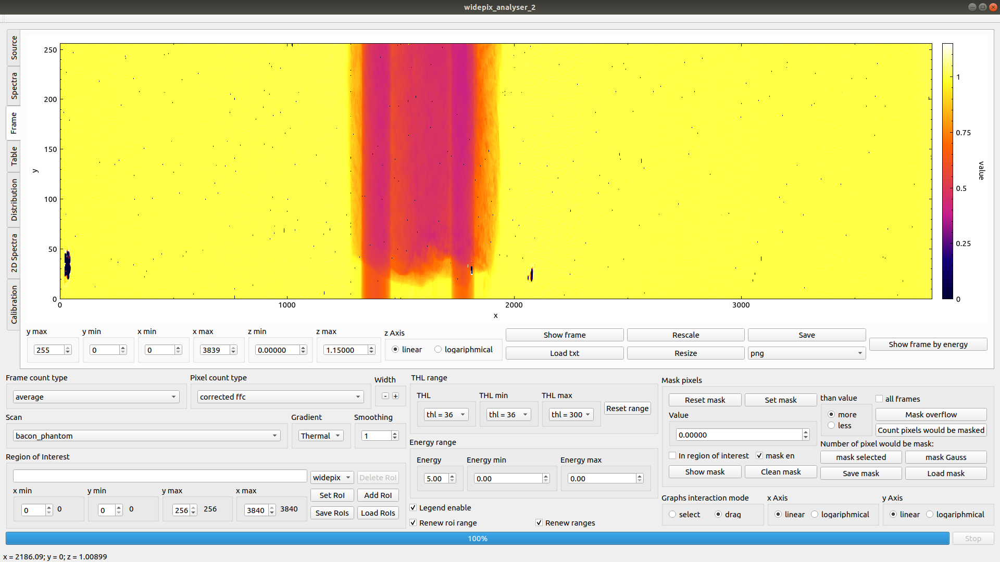 widepix_analyser_2
Source
Spectra
Frame
Table
Distribution
2D Spectra
Calibration
250
200
150
100
50
0
y
0 1000 2000 3000
x
1
0.75
0.5
0.25
0
value
y max y min x min x max z min z max z Axis
255 0 0 3839 0.00000 1.15000 linear logariphmical
Show frame Rescale Save
Load txt Resize png
Show frame by energy
Frame count type Pixel count type Width
average corrected ffc - +
Scan Gradient Smoothing
bacon_phantom Thermal 1
Region of Interest
widepix Delete RoI
x min y min y max x max
0 0 0 0 256 256 3840 3840
Set RoI Add RoI
Save RoIs Load RoIs
THL range
THL THL min THL max
thl = 36 thl = 36 thl = 300 Reset range
Energy range
Energy Energy min Energy max
5.00 0.00 0.00
Legend enable
Renew roi range Renew ranges
Mask pixels
Reset mask Set mask than value all frames
Value more Mask overflow
0.00000 less Count pixels would be masked
Number of pixel would be mask:
In region of interest mask en mask selected mask Gauss
Show mask Clean mask Save mask Load mask
Graphs interaction mode x Axis y Axis
select drag linear logariphmical linear logariphmical
100% Stop
x = 2186.09; y = 0; z = 1.00899